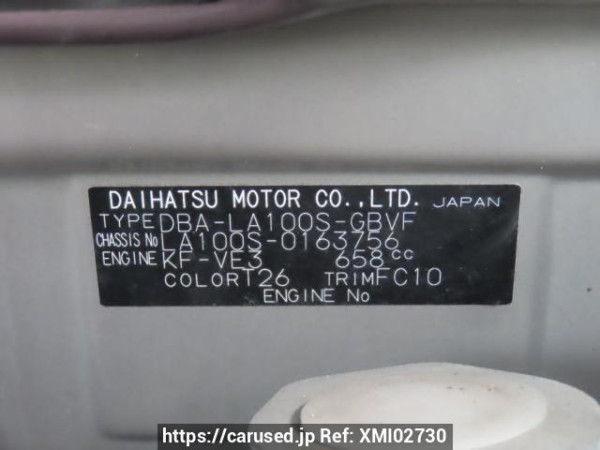 DAIHATSU MOTOR CO.,LTD. JAPAN
TYPE DBA-LA100S-GBVF
CHASSIS No LA100S-0163756
ENGINE KF-VE3 658cc
COLOR T26 TRIM FC10
ENGINE No
https://carused.jp Ref: XMI02730